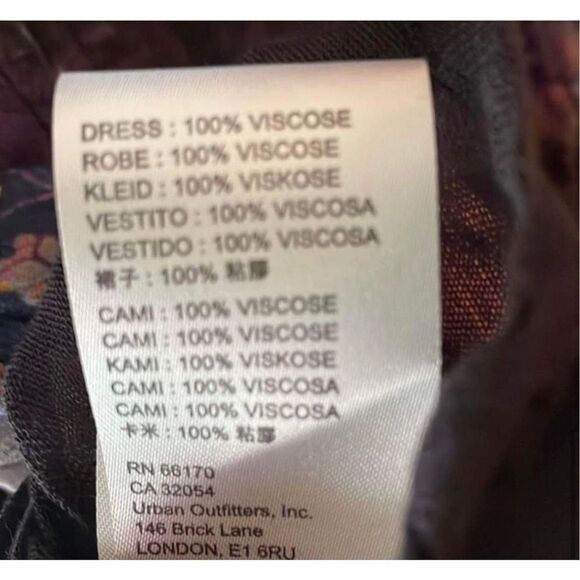 DRESS : 100% VISCOSE
ROBE : 100% VISCOSE
KLEID : 100% VISKOSE
VESTITO : 100% VISCOSA
VESTIDO : 100% VISCOSA
裙子 : 100% 粘膠
CAMI : 100% VISCOSE
CAMI : 100% VISCOSE
KAMI : 100% VISKOSE
CAMI : 100% VISCOSA
CAMI : 100% VISCOSA
卡米 : 100% 粘膠
RN 66170
CA 32054
Urban Outfitters, Inc.
146 Brick Lane
LONDON, E1 6RU